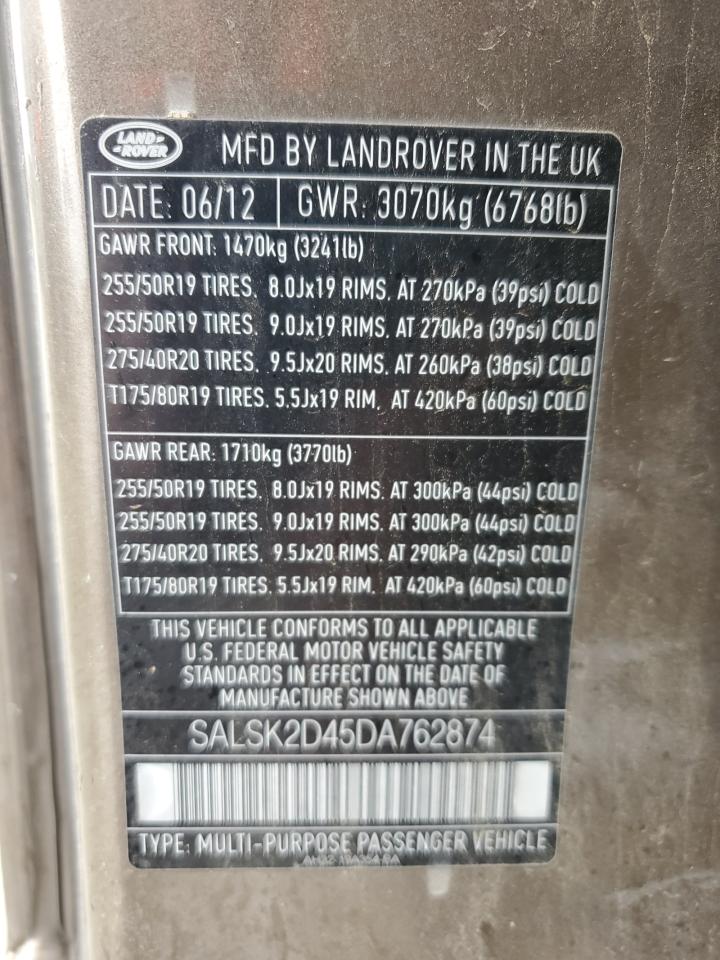 LAND-
-ROVER
MFD BY LANDROVER IN THE UK
DATE: 06/12 GWR: 3070kg (6768lb)
GAWR FRONT: 1470kg (3241lb)
255/50R19 TIRES, 8.0Jx19 RIMS, AT 270kPa (39psi) COLD
255/50R19 TIRES, 9.0Jx19 RIMS, AT 270kPa (39psi) COLD
275/40R20 TIRES, 9.5Jx20 RIMS, AT 260kPa (38psi) COLD
T175/80R19 TIRES, 5.5Jx19 RIM, AT 420kPa (60psi) COLD
GAWR REAR: 1710kg (3770lb)
255/50R19 TIRES, 8.0Jx19 RIMS, AT 300kPa (44psi) COLD
255/50R19 TIRES, 9.0Jx19 RIMS, AT 300kPa (44psi) COLD
275/40R20 TIRES, 9.5Jx20 RIMS, AT 290kPa (42psi) COLD
T175/80R19 TIRES, 5.5Jx19 RIM, AT 420kPa (60psi) COLD
THIS VEHICLE CONFORMS TO ALL APPLICABLE
U.S. FEDERAL MOTOR VEHICLE SAFETY
STANDARDS IN EFFECT ON THE DATE OF
MANUFACTURE SHOWN ABOVE
SALSK2D45DA762874
TYPE: MULTI-PURPOSE PASSENGER VEHICLE